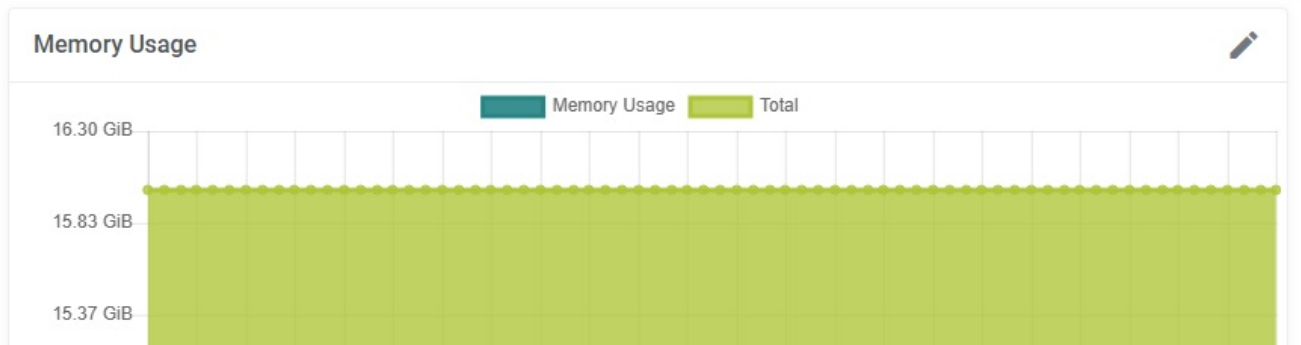 Memory Usage
Memory Usage Total
16.30 GiB
15.83 GiB
15.37 GiB